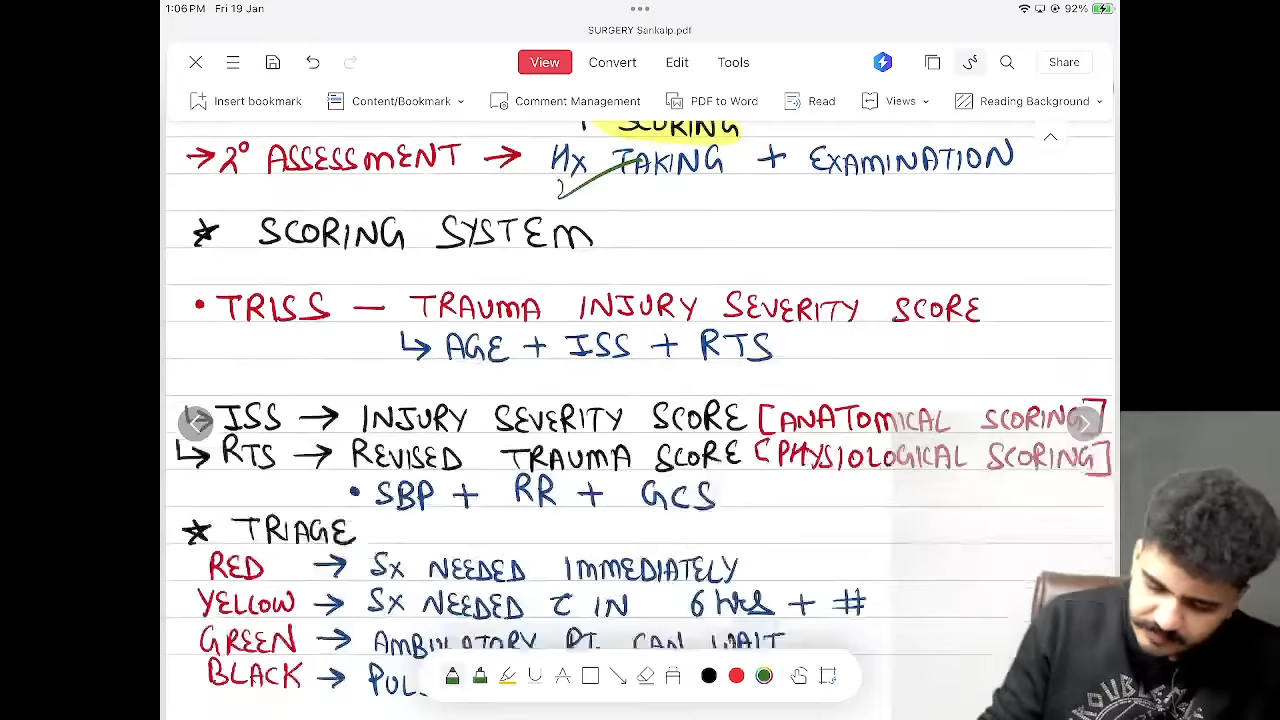 1:06 PM Fri 19 Jan
92%
SURGERY Sankalp.pdf
View Convert Edit Tools Share
Insert bookmark Content/Bookmark Comment Management PDF to Word Read Views Reading Background
SCORING
→ 2° ASSESSMENT → Hx TAKING + EXAMINATION
★ SCORING SYSTEM
• TRISS — TRAUMA INJURY SEVERITY SCORE
↳ AGE + ISS + RTS
↳ ISS → INJURY SEVERITY SCORE [ANATOMICAL SCORING]
↳ RTS → REVISED TRAUMA SCORE [PHYSIOLOGICAL SCORING]
• SBP + RR + GCS
★ TRIAGE
RED → Sx NEEDED IMMEDIATELY
YELLOW → Sx NEEDED c̄ IN 6 hrs + #
GREEN → AMBULATORY PT. CAN WAIT
BLACK → PUL